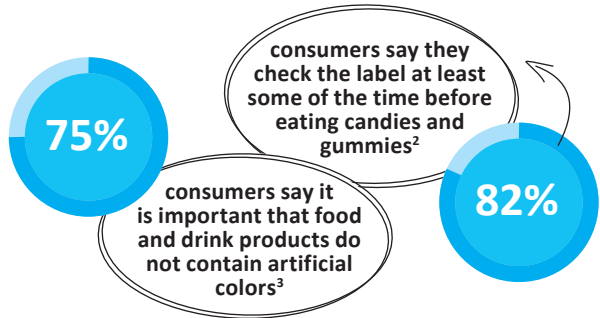 consumers say they
check the label at least
some of the time before
eating candies and
gummies²
75%
consumers say it
is important that food
and drink products do
not contain artificial
colors³
82%